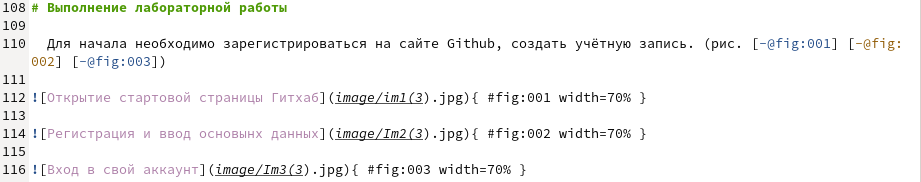 108 # Выполнение лабораторной работы
109
110 Для начала необходимо зарегистрироваться на сайте Github, создать учётную запись. (рис. [-@fig:001] [-@fig:
002] [-@fig:003])
111
112 ![Открытие стартовой страницы Гитхаб](image/im1(3).jpg){ #fig:001 width=70% }
113
114 ![Регистрация и ввод основынх данных](image/Im2(3).jpg){ #fig:002 width=70% }
115
116 ![Вход в свой аккаунт](image/Im3(3).jpg){ #fig:003 width=70% }